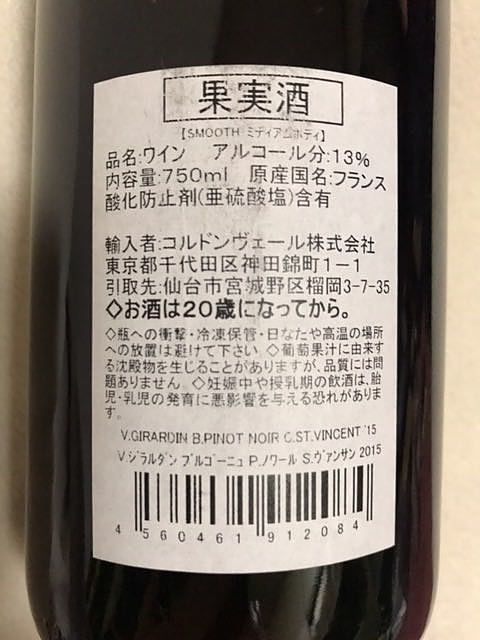 果実酒
【SMOOTH ミディアムボディ】
品名:ワイン アルコール分:13%
内容量:750ml 原産国名:フランス
酸化防止剤(亜硫酸塩)含有
輸入者:コルドンヴェール株式会社
東京都千代田区神田錦町1-1
引取先:仙台市宮城野区榴岡3-7-35
◇お酒は20歳になってから。
◇瓶への衝撃・冷凍保管・日なたや高温の場所
への放置は避けて下さい。◇葡萄果汁に由来す
る沈殿物を生じることがありますが、品質には問
題ありません。◇妊娠中や授乳期の飲酒は、胎
児・乳児の発育に悪影響を与える恐れがありま
す。
V.GIRARDIN B.PINOT NOIR C.ST.VINCENT '15
V.ジラルダン ブルゴーニュ P.ノワール S.ヴァンサン 2015
4 560461 912084